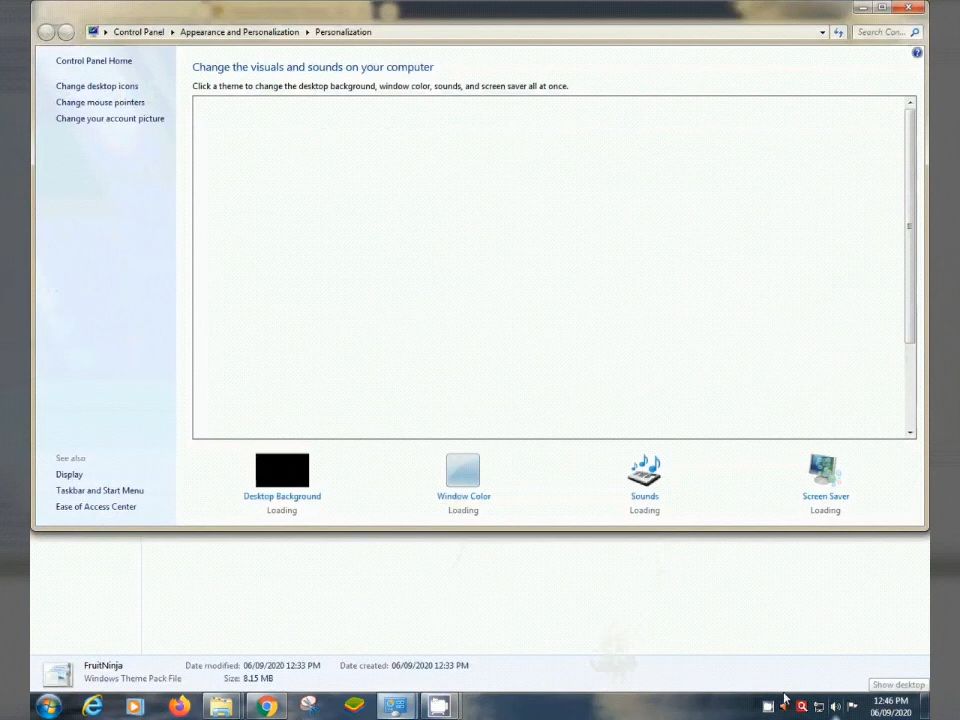 Control Panel Appearance and Personalization Personalization
Search Con...
Control Panel Home
Change desktop icons
Change mouse pointers
Change your account picture
See also
Display
Taskbar and Start Menu
Ease of Access Center
Change the visuals and sounds on your computer
Click a theme to change the desktop background, window color, sounds, and screen saver all at once.
Desktop Background
Loading
Window Color
Loading
Sounds
Loading
Screen Saver
Loading
FruitNinja Date modified: 06/09/2020 12:33 PM Date created: 06/09/2020 12:33 PM
Windows Theme Pack File Size: 8.15 MB
Show desktop
12:46 PM
06/09/2020